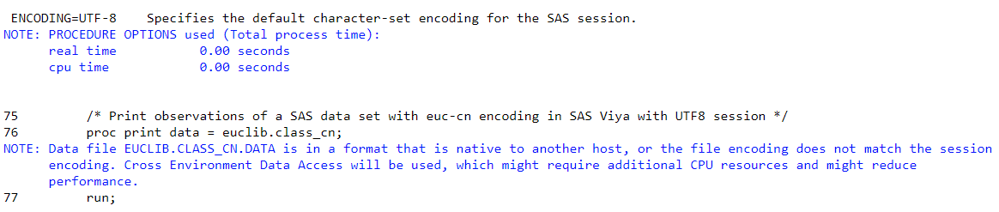 ENCODING=UTF-8    Specifies the default character-set encoding for the SAS session.
NOTE: PROCEDURE OPTIONS used (Total process time):
      real time           0.00 seconds
      cpu time            0.00 seconds
75         /* Print observations of a SAS data set with euc-cn encoding in SAS Viya with UTF8 session */
76         proc print data = euclib.class_cn;
NOTE: Data file EUCLIB.CLASS_CN.DATA is in a format that is native to another host, or the file encoding does not match the session
      encoding. Cross Environment Data Access will be used, which might require additional CPU resources and might reduce
      performance.
77         run;